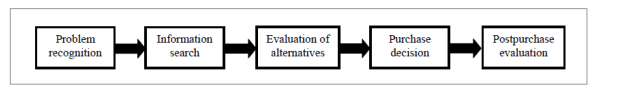 Problem
recognition
Information
search
Evaluation of
alternatives
Purchase
decision
Postpurchase
evaluation